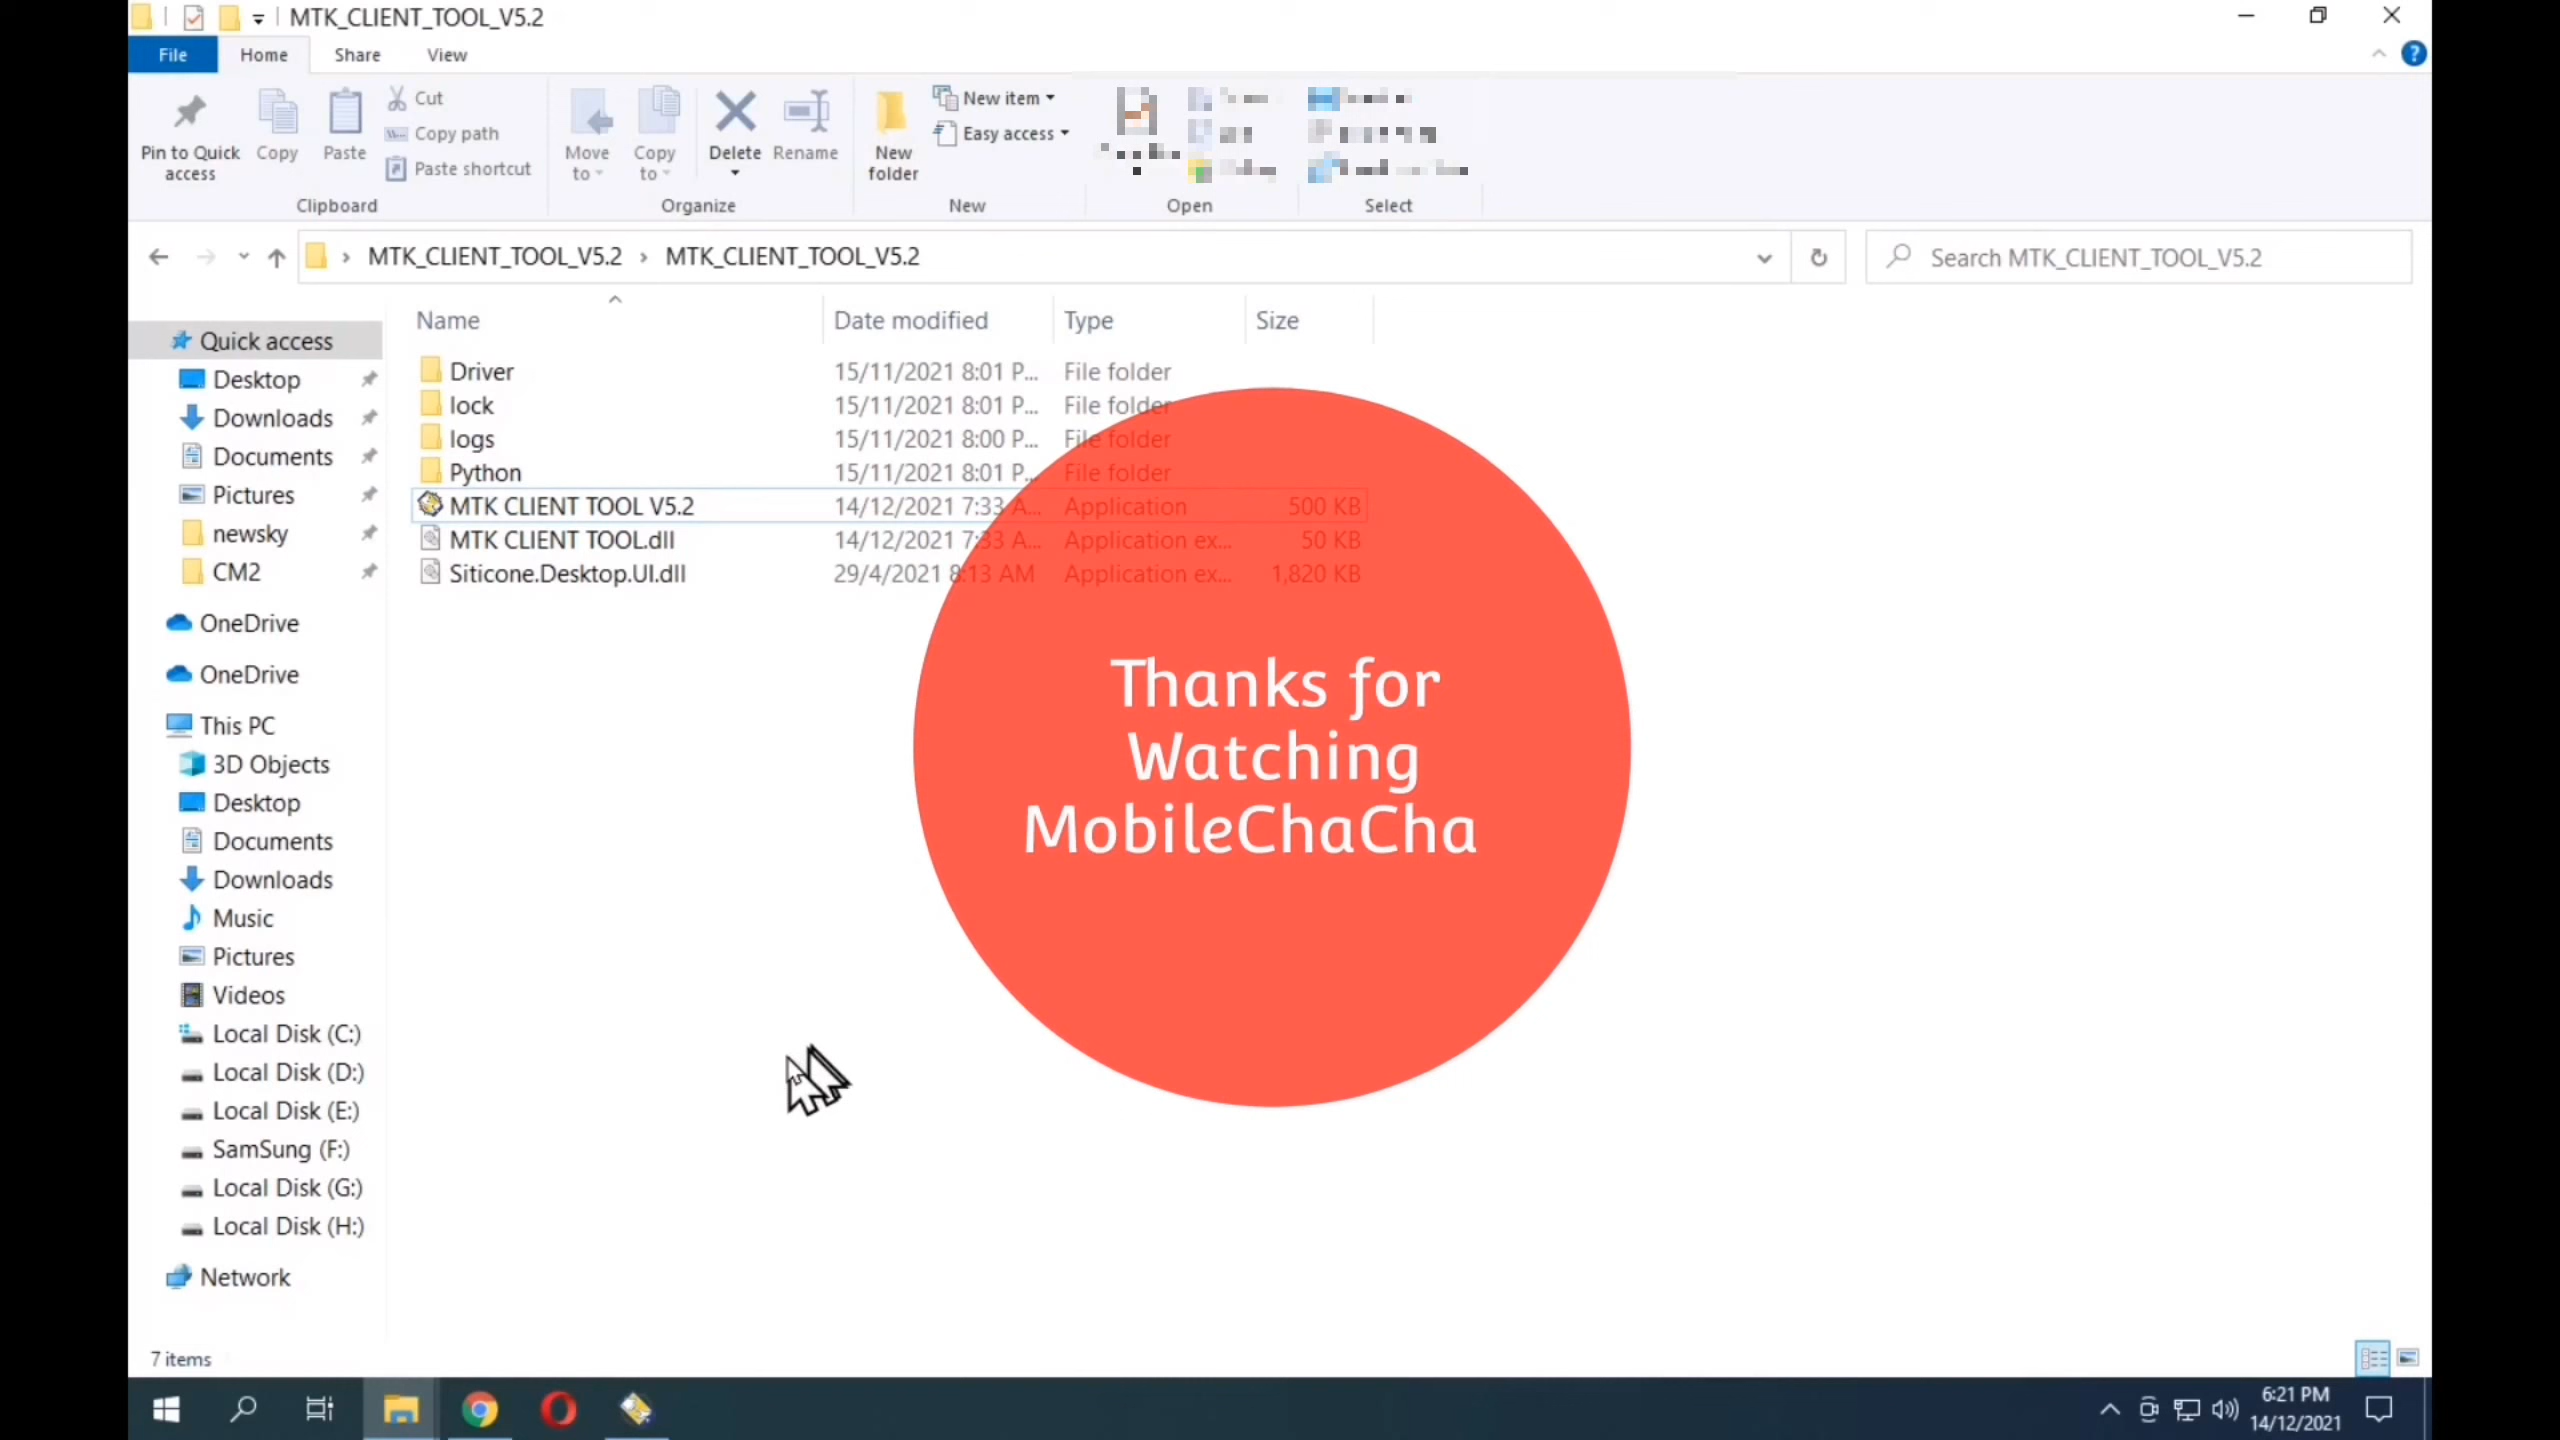 MTK_CLIENT_TOOL_V5.2
File Home Share View
Pin to Quick access
Copy
Paste
Cut
Copy path
Paste shortcut
Clipboard
Move to
Copy to
Delete
Rename
Organize
New folder
New item
Easy access
New
Open
Select
MTK_CLIENT_TOOL_V5.2 › MTK_CLIENT_TOOL_V5.2
Search MTK_CLIENT_TOOL_V5.2
Name Date modified Type Size
Driver 15/11/2021 8:01 P... File folder
lock 15/11/2021 8:01 P... File folder
logs 15/11/2021 8:00 P... File folder
Python 15/11/2021 8:01 P... File folder
MTK CLIENT TOOL V5.2 14/12/2021 7:33 A... Application 500 KB
MTK CLIENT TOOL.dll 14/12/2021 7:33 A... Application ex... 50 KB
Siticone.Desktop.UI.dll 29/4/2021 8:13 AM Application ex... 1,820 KB
Quick access
Desktop
Downloads
Documents
Pictures
newsky
CM2
OneDrive
OneDrive
This PC
3D Objects
Desktop
Documents
Downloads
Music
Pictures
Videos
Local Disk (C:)
Local Disk (D:)
Local Disk (E:)
SamSung (F:)
Local Disk (G:)
Local Disk (H:)
Network
Thanks for
Watching
MobileChaCha
7 items
6:21 PM
14/12/2021